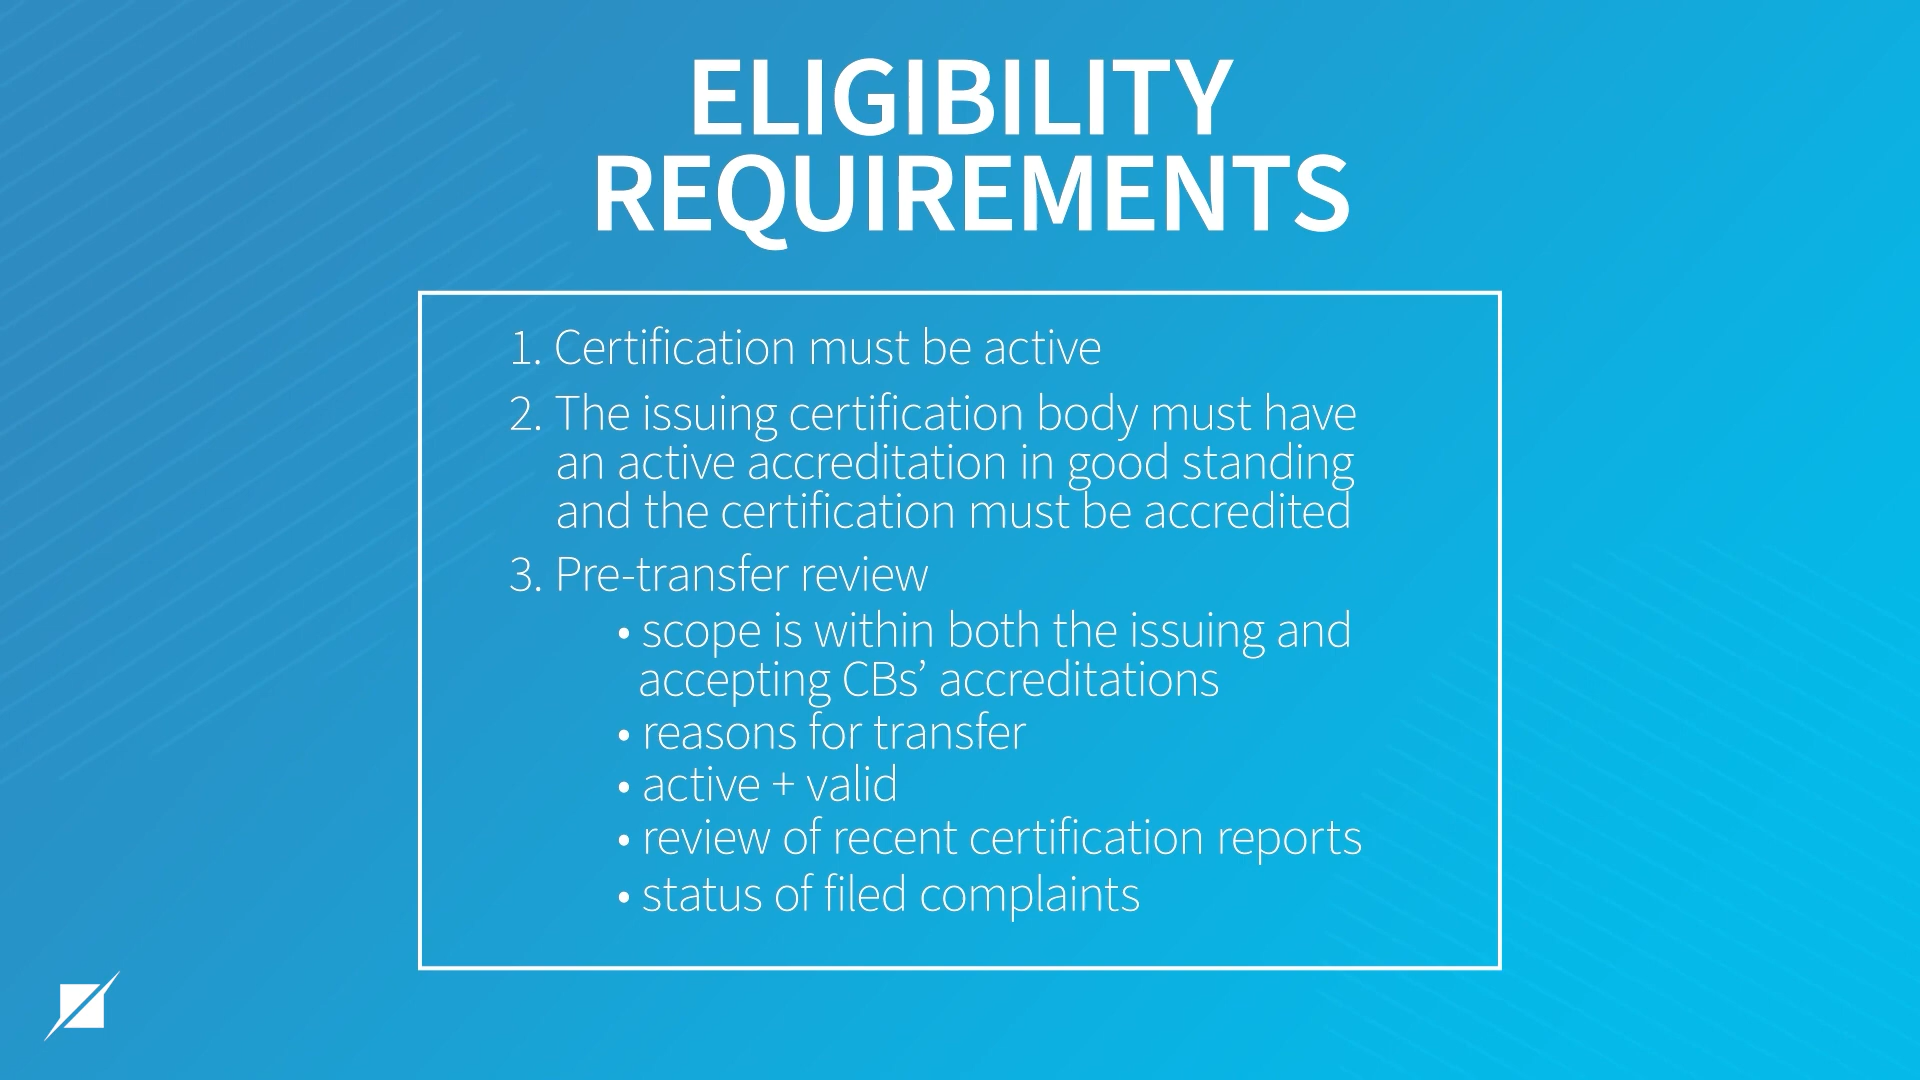 ELIGIBILITY
REQUIREMENTS
1. Certification must be active
2. The issuing certification body must have
an active accreditation in good standing
and the certification must be accredited
3. Pre-transfer review
• scope is within both the issuing and
accepting CBs’ accreditations
• reasons for transfer
• active + valid
• review of recent certification reports
• status of filed complaints